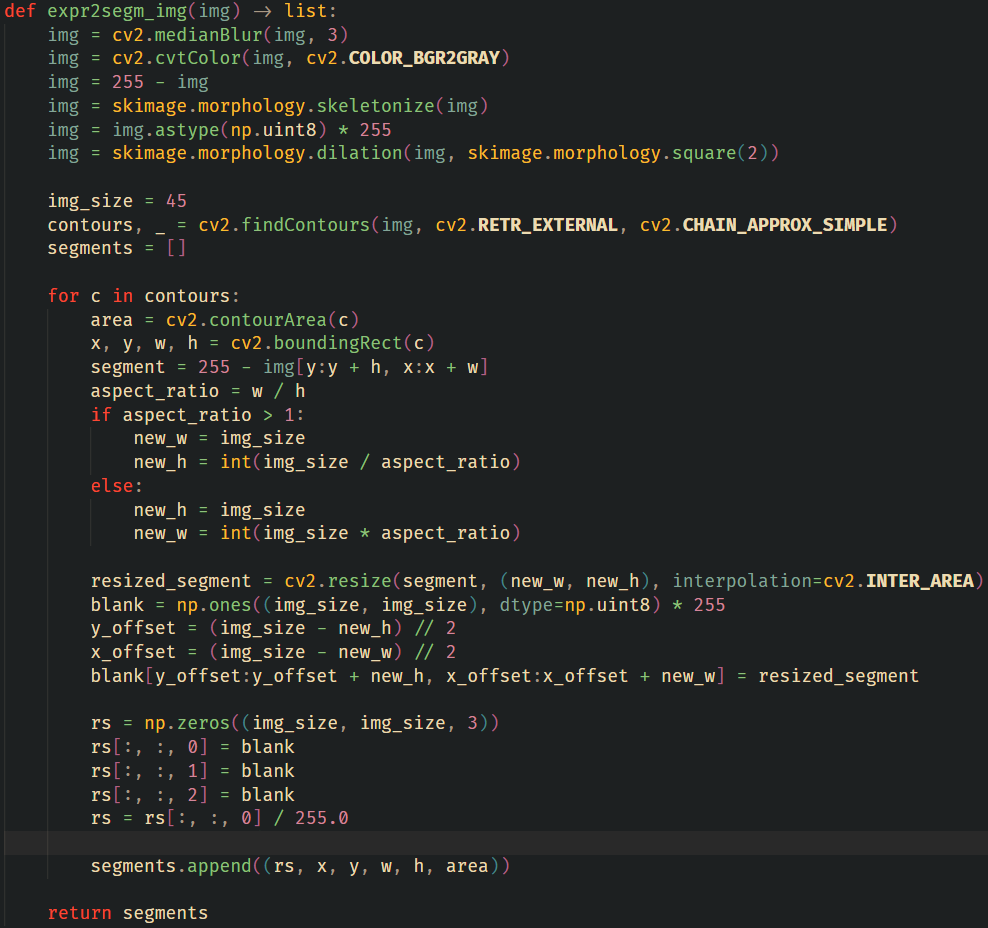 def expr2segm_img(img) -> list:
    img = cv2.medianBlur(img, 3)
    img = cv2.cvtColor(img, cv2.COLOR_BGR2GRAY)
    img = 255 - img
    img = skimage.morphology.skeletonize(img)
    img = img.astype(np.uint8) * 255
    img = skimage.morphology.dilation(img, skimage.morphology.square(2))

    img_size = 45
    contours, _ = cv2.findContours(img, cv2.RETR_EXTERNAL, cv2.CHAIN_APPROX_SIMPLE)
    segments = []

    for c in contours:
        area = cv2.contourArea(c)
        x, y, w, h = cv2.boundingRect(c)
        segment = 255 - img[y:y + h, x:x + w]
        aspect_ratio = w / h
        if aspect_ratio > 1:
            new_w = img_size
            new_h = int(img_size / aspect_ratio)
        else:
            new_h = img_size
            new_w = int(img_size * aspect_ratio)

        resized_segment = cv2.resize(segment, (new_w, new_h), interpolation=cv2.INTER_AREA)
        blank = np.ones((img_size, img_size), dtype=np.uint8) * 255
        y_offset = (img_size - new_h) // 2
        x_offset = (img_size - new_w) // 2
        blank[y_offset:y_offset + new_h, x_offset:x_offset + new_w] = resized_segment

        rs = np.zeros((img_size, img_size, 3))
        rs[:, :, 0] = blank
        rs[:, :, 1] = blank
        rs[:, :, 2] = blank
        rs = rs[:, :, 0] / 255.0

        segments.append((rs, x, y, w, h, area))

    return segments